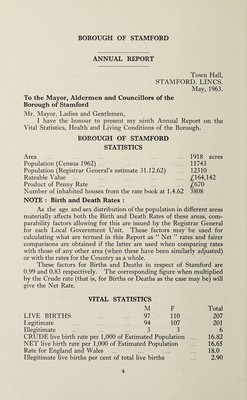 BOROUGH OF STAMFORD
ANNUAL REPORT
Town Hall,
STAMFORD. LINCS.
May, 1963.
To the Mayor, Aldermen and Councillors of the
Borough of Stamford
Mr. Mayor, Ladies and Gentlemen,
I have the honour to present my ninth Annual Report on the
Vital Statistics, Health and Living Conditions of the Borough.
BOROUGH OF STAMFORD
STATISTICS
Area 1918 acres
Population (Census 1962) 11743
Population (Registrar General's estimate 31.12.62) 12310
Rateable Value £164,142
Product of Penny Rate £670
Number of inhabited houses from the rate book at 1.4.62 3808
NOTE : Birth and Death Rates :
As the age and sex distribution of the population in different areas
materially affects both the Birth and Death Rates of these areas, com-
parability factors allowing for this are issued by the Registrar General
for each Local Government Unit. These factors may be used for
calculating what are termed in this Report as " Net " rates and fairer
comparisons are obtained if the latter are used when comparing rates
with those of any other area (when these have been similarly adjusted)
or with the rates for the Country as a whole.
These factors for Births and Deaths in respect of Stamford are
0.99 and 0.83 respectively. The corresponding figure when multiplied
by the Crude rate (that is, for Births or Deaths as the case may be) will
give the Net Rate.
VITAL STATISTICS
M F Total
LIVE BIRTHS 97 110 207
Legitimate 94 107 201
Illegitimate 3 3 6
CRUDE live birth rate per 1,000 of Estimated Population 16.82
NET live birth rate per 1,000 of Estimated Population 16.65
Rate for England and Wales 18.0
Illegitimate live births per cent of total live births 2.90
4